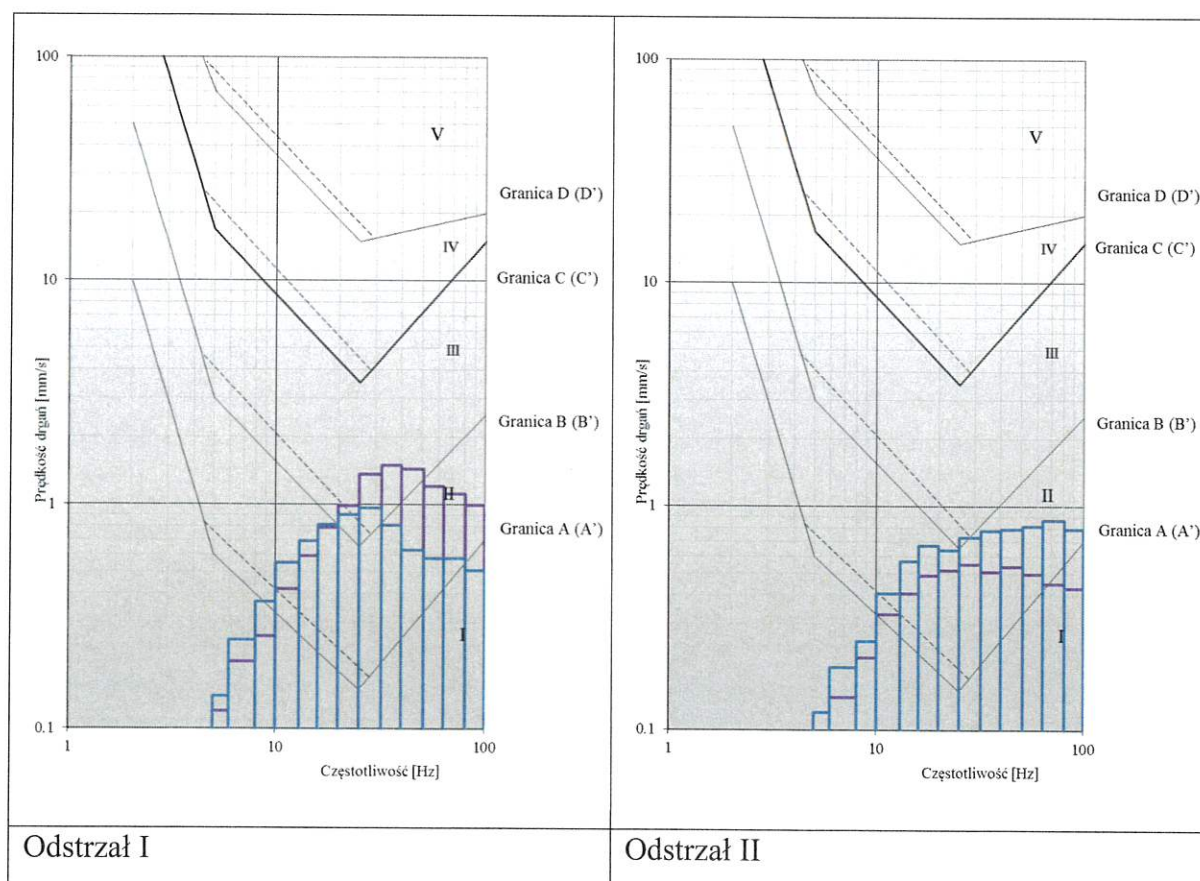 100
10
1
0.1
1
10
100
Prędkość drgań [mm/s]
Częstotliwość [Hz]
V
IV
III
II
I
Granica D (D’)
Granica C (C’)
Granica B (B’)
Granica A (A’)
Odstrzał I
100
10
1
0.1
1
10
100
Prędkość drgań [mm/s]
Częstotliwość [Hz]
V
IV
III
II
I
Granica D (D’)
Granica C (C’)
Granica B (B’)
Granica A (A’)
Odstrzał II